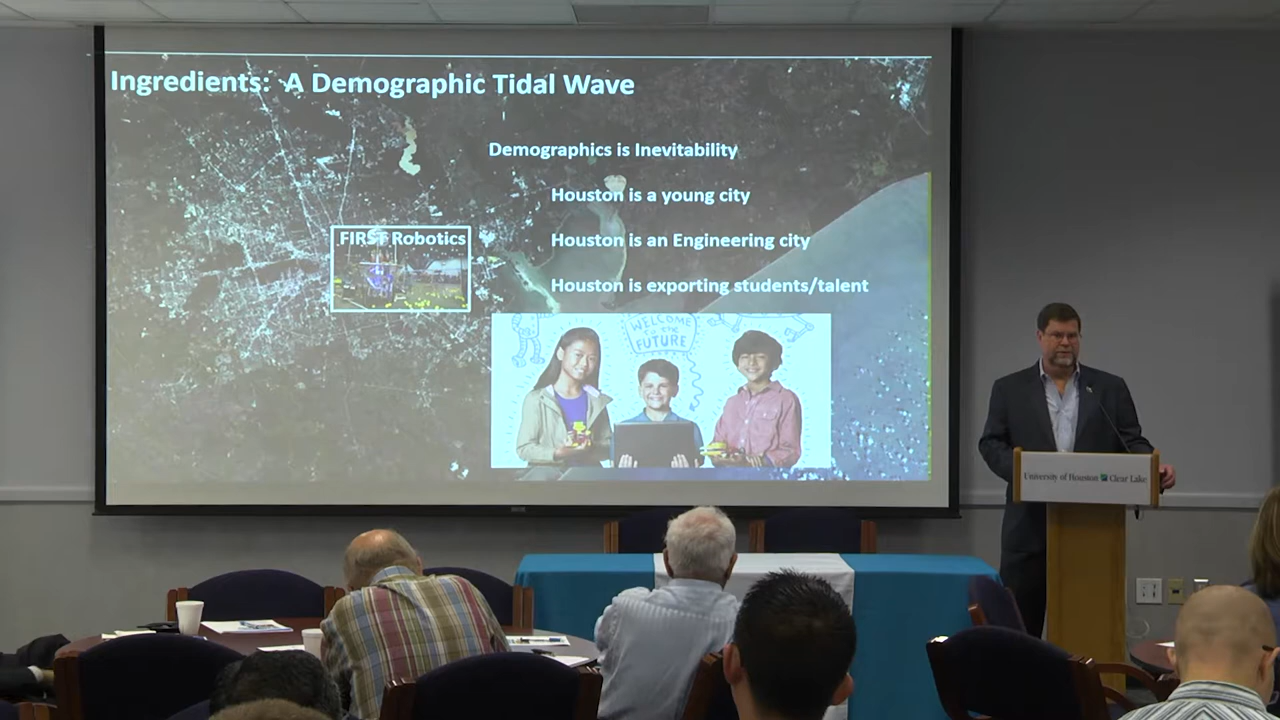 Ingredients: A Demographic Tidal Wave
Demographics is Inevitability
Houston is a young city
Houston is an Engineering city
Houston is exporting students/talent
FIRST Robotics
WELCOME
to the
FUTURE
University of Houston Clear Lake